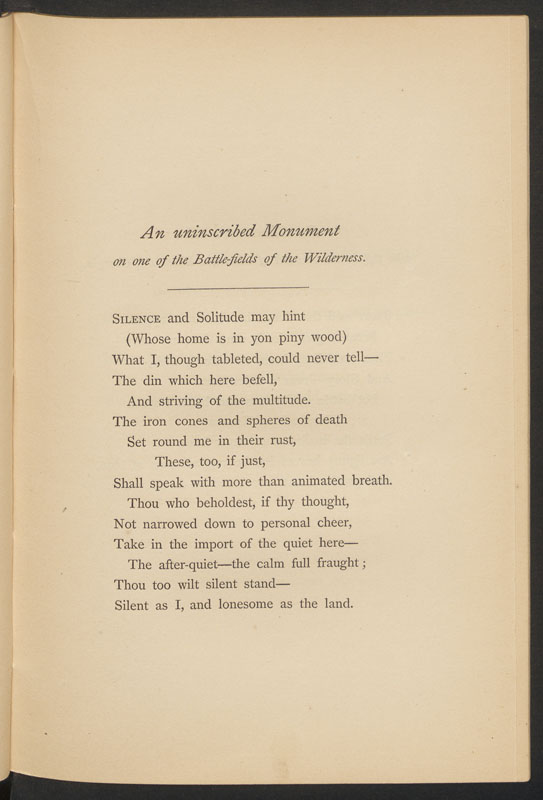 An uninscribed Monument
on one of the Battle-fields of the Wilderness.
SILENCE and Solitude may hint
(Whose home is in yon piny wood)
What I, though tableted, could never tell—
The din which here befell,
And striving of the multitude.
The iron cones and spheres of death
Set round me in their rust,
These, too, if just,
Shall speak with more than animated breath.
Thou who beholdest, if thy thought,
Not narrowed down to personal cheer,
Take in the import of the quiet here—
The after-quiet—the calm full fraught;
Thou too wilt silent stand—
Silent as I, and lonesome as the land.